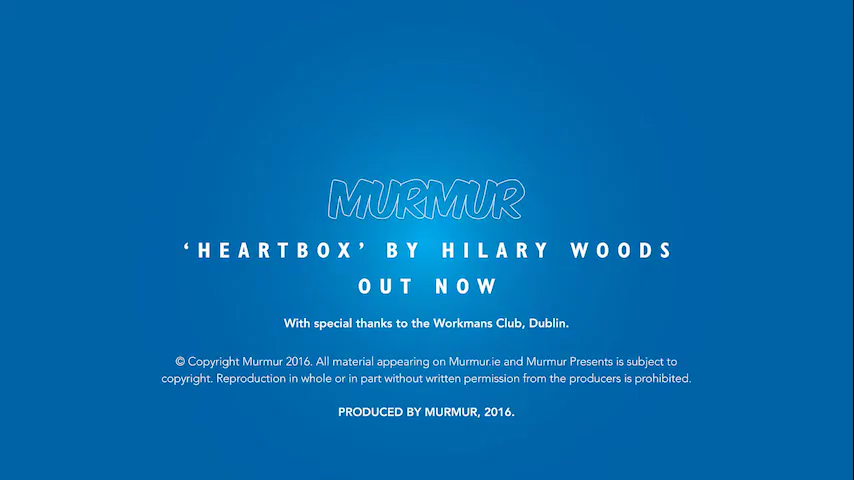 MURMUR
‘HEARTBOX’ BY HILARY WOODS
OUT NOW
With special thanks to the Workmans Club, Dublin.
© Copyright Murmur 2016. All material appearing on Murmur.ie and Murmur Presents is subject to
copyright. Reproduction in whole or in part without written permission from the producers is prohibited.
PRODUCED BY MURMUR, 2016.